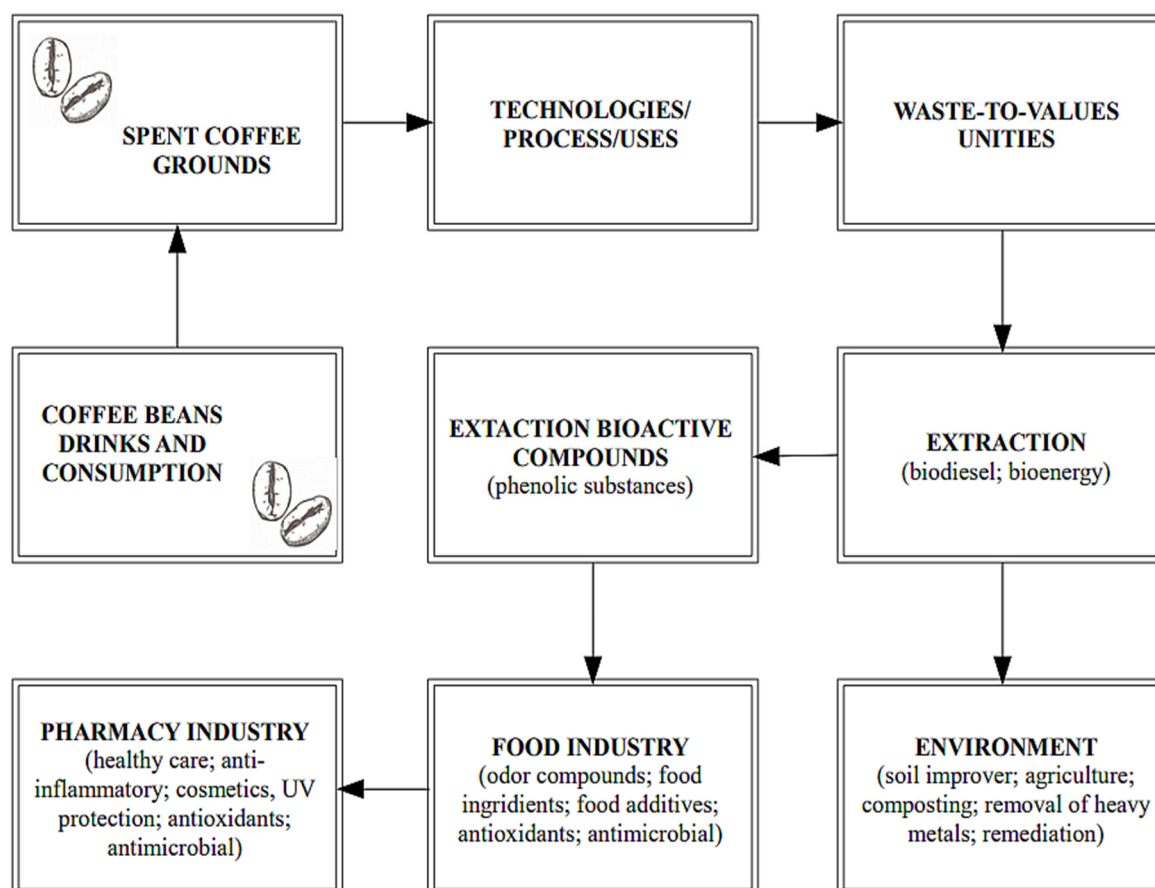 SPENT COFFEE
GROUNDS
TECHNOLOGIES/
PROCESS/USES
WASTE-TO-VALUES
UNITIES
COFFEE BEANS
DRINKS AND
CONSUMPTION
EXTACTION BIOACTIVE
COMPOUNDS
(phenolic substances)
EXTRACTION
(biodiesel; bioenergy)
PHARMACY INDUSTRY
(healthy care; anti-
inflammatory; cosmetics, UV
protection; antioxidants;
antimicrobial)
FOOD INDUSTRY
(odor compounds; food
ingridients; food additives;
antioxidants; antimicrobial)
ENVIRONMENT
(soil improver; agriculture;
composting; removal of heavy
metals; remediation)